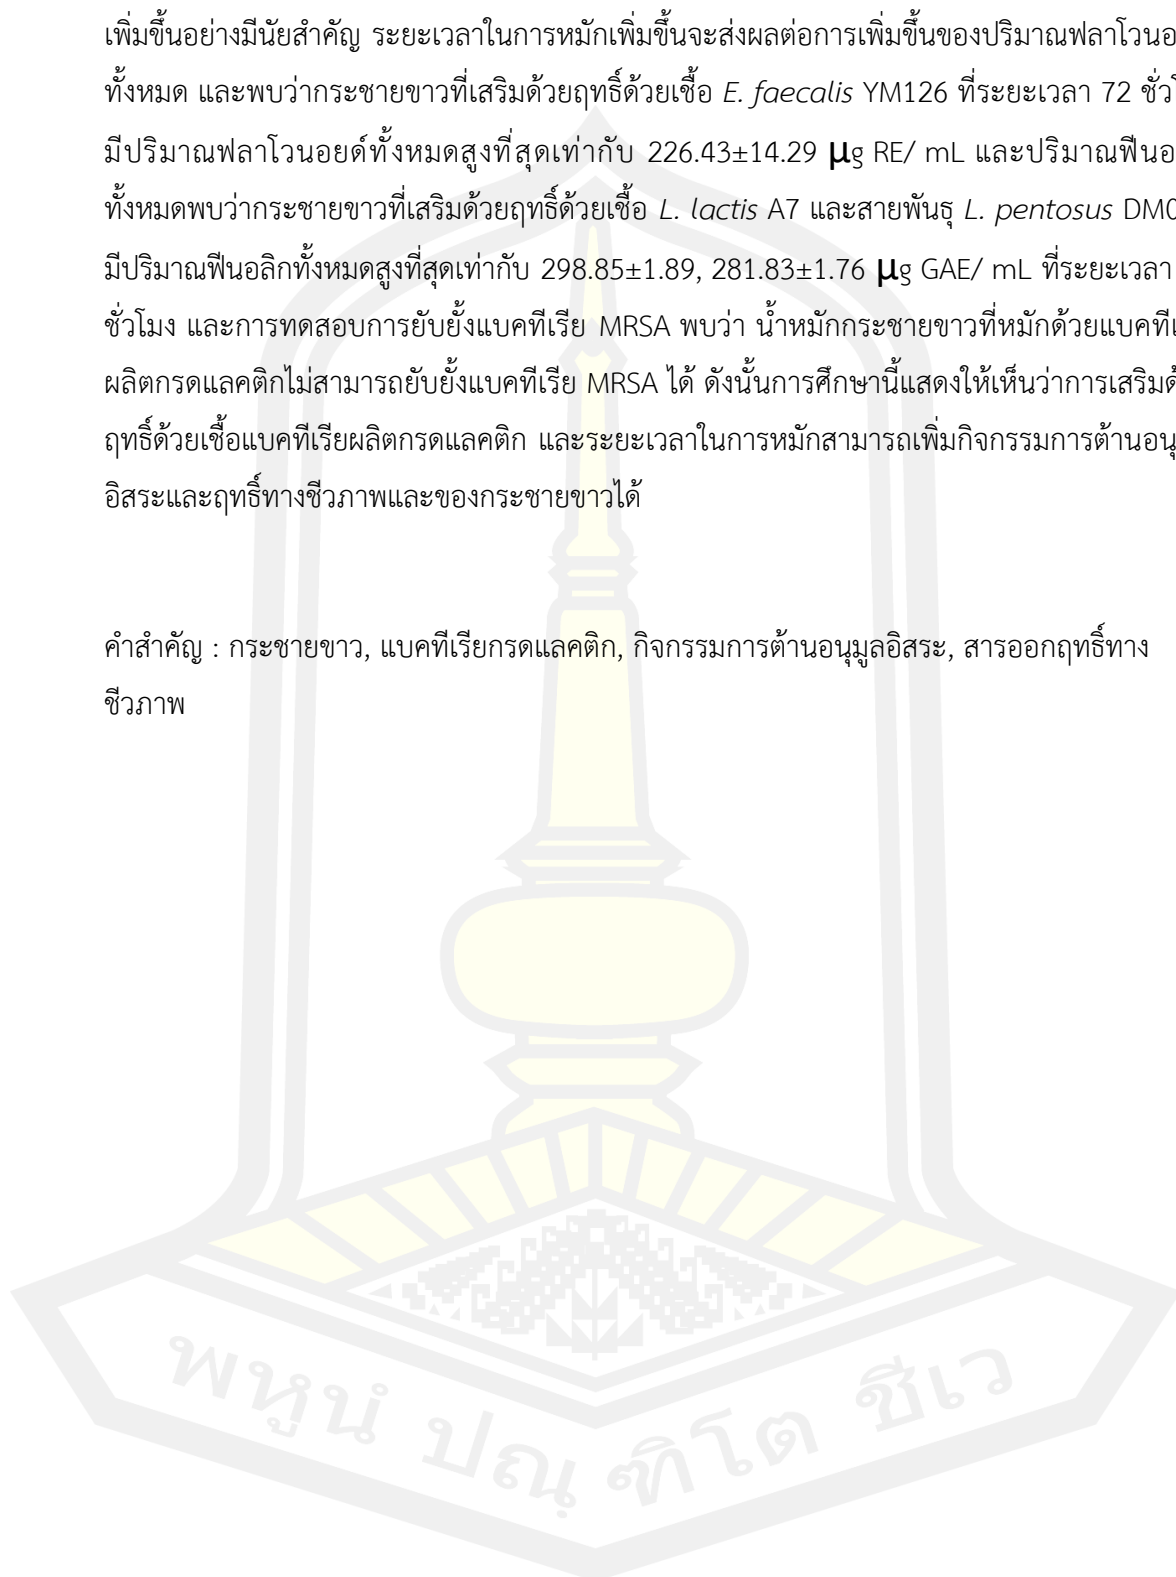 เพิ่มขึ้นอย่างมีนัยสำคัญ ระยะเวลาในการหมักเพิ่มขึ้นจะส่งผลต่อการเพิ่มขึ้นของปริมาณฟลาโวนอ
ทั้งหมด และพบว่ากระชายขาวที่เสริมด้วยฤทธิ์ด้วยเชื้อ E. faecalis YM126 ที่ระยะเวลา 72 ชั่ว
มีปริมาณฟลาโวนอยด์ทั้งหมดสูงที่สุดเท่ากับ 226.43±14.29 µg RE/ mL และปริมาณฟีนอ
ทั้งหมดพบว่ากระชายขาวที่เสริมด้วยฤทธิ์ด้วยเชื้อ L. lactis A7 และสายพันธุ L. pentosus DM0
มีปริมาณฟีนอลิกทั้งหมดสูงที่สุดเท่ากับ 298.85±1.89, 281.83±1.76 µg GAE/ mL ที่ระยะเวลา
ชั่วโมง และการทดสอบการยับยั้งแบคทีเรีย MRSA พบว่า น้ำหมักกระชายขาวที่หมักด้วยแบคที
ผลิตกรดแลคติกไม่สามารถยับยั้งแบคทีเรีย MRSA ได้ ดังนั้นการศึกษานี้แสดงให้เห็นว่าการเสริมด้
ฤทธิ์ด้วยเชื้อแบคทีเรียผลิตกรดแลคติก และระยะเวลาในการหมักสามารถเพิ่มกิจกรรมการต้านอนุ
อิสระและฤทธิ์ทางชีวภาพและของกระชายขาวได้
คำสำคัญ : กระชายขาว, แบคทีเรียกรดแลคติก, กิจกรรมการต้านอนุมูลอิสระ, สารออกฤทธิ์ทาง
ชีวภาพ
พหูนํ ปณฺฑิโต ชีเว